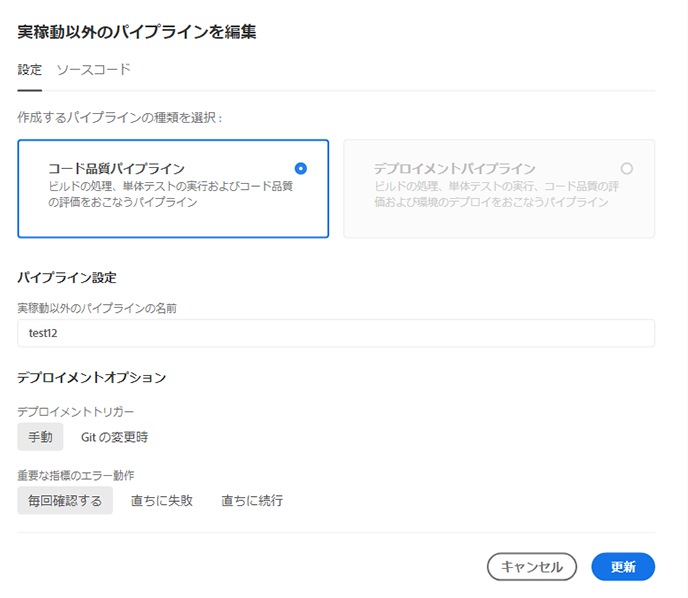 実稼動以外のパイプラインを編集
設定 ソースコード
作成するパイプラインの種類を選択 :
コード品質パイプライン
ビルドの処理、単体テストの実行およびコード品質
の評価をおこなうパイプライン
デプロイメントパイプライン
ビルドの処理、単体テストの実行、コード品質の評
価および環境のデプロイをおこなうパイプライン
パイプライン設定
実稼動以外のパイプラインの名前
test12
デプロイメントオプション
デプロイメントトリガー
手動 Git の変更時
重要な指標のエラー動作
毎回確認する 直ちに失敗 直ちに続行
キャンセル 更新